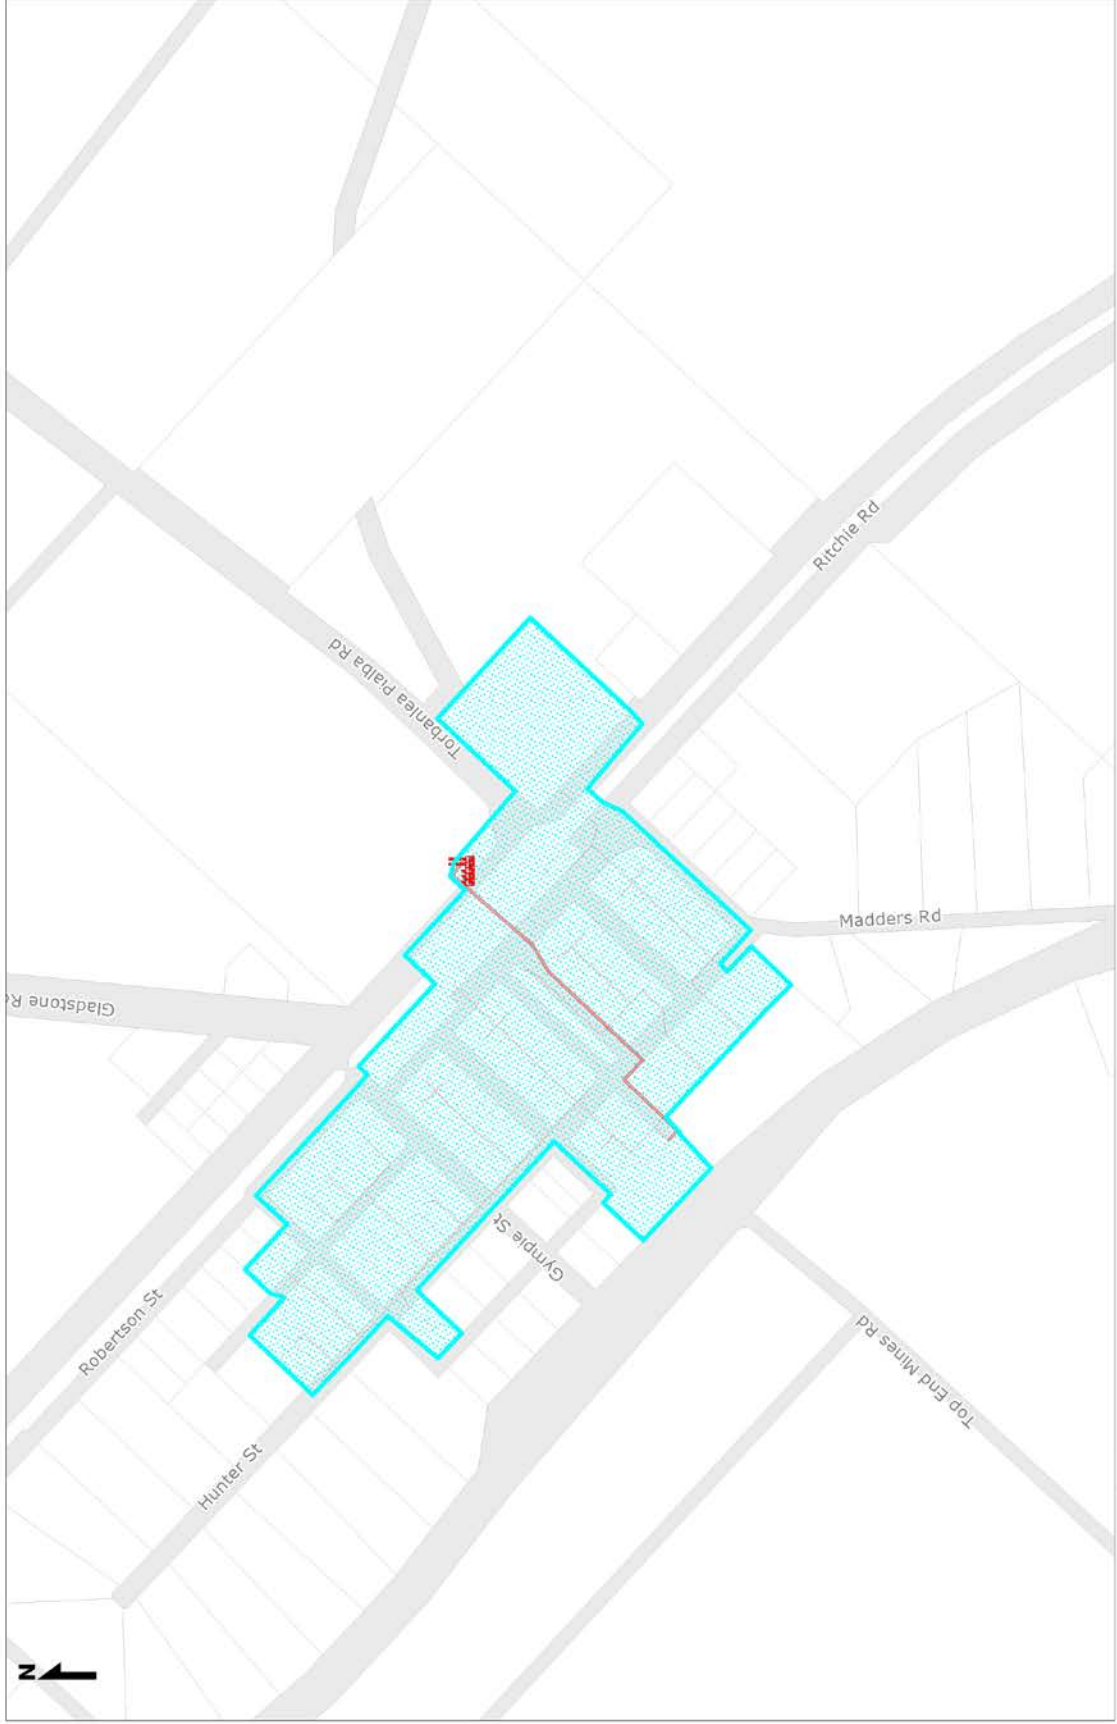 Torbanlea Pialba Rd
Ritchie Rd
Madders Rd
Gladstone Rd
Gympie St
Robertson St
Top End Mines Rd
Hunter St
N